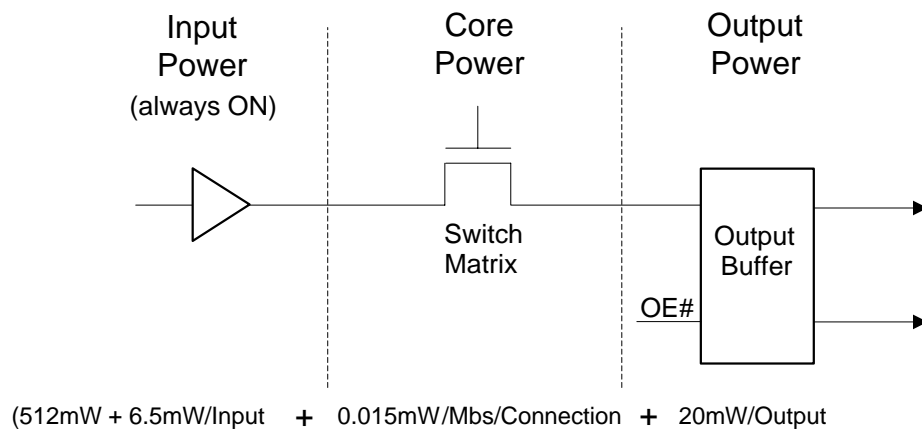 Input
Power
(always ON)
Core
Power
Output
Power
Switch
Matrix
Output
Buffer
OE#
(512mW + 6.5mW/Input + 0.015mW/Mbs/Connection + 20mW/Output